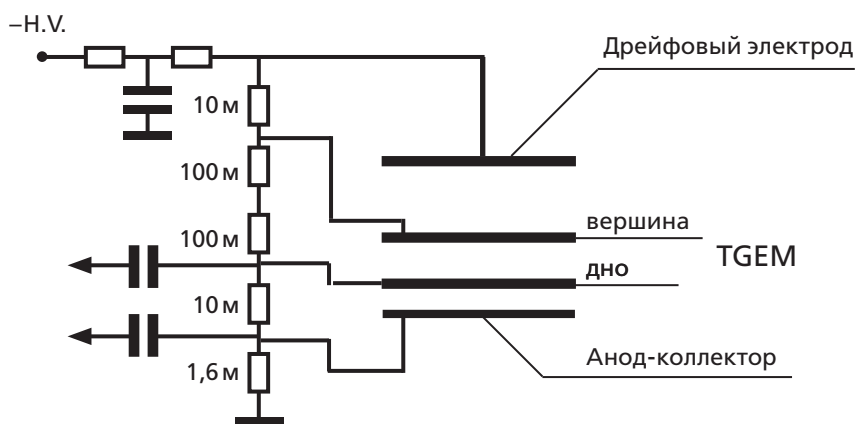 –H.V.
Дрейфовый электрод
10 м
100 м
100 м
10 м
1,6 м
вершина
дно
TGEM
Анод-коллектор